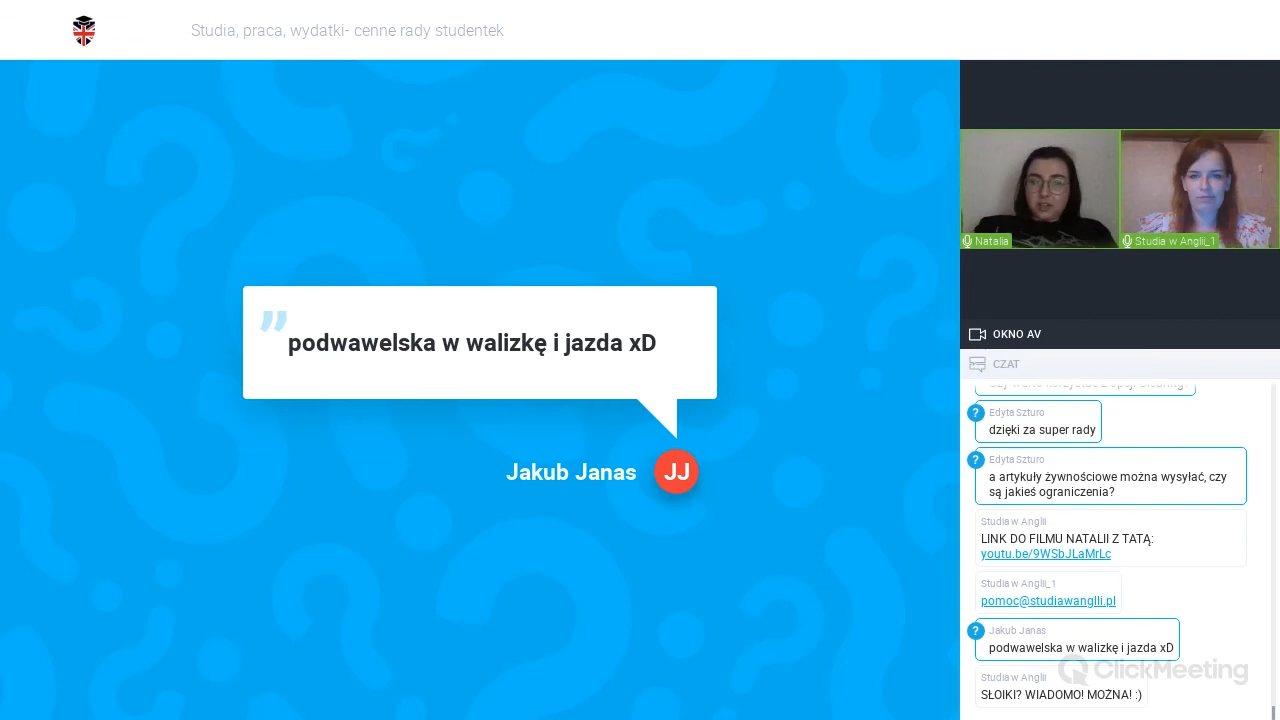 Studia, praca, wydatki- cenne rady studentek
podwawelska w walizkę i jazda xD
Jakub Janas
JJ
Natalia
Studia w Anglii_1
OKNO AV
CZAT
Edyta Szturo
dzięki za super rady
Edyta Szturo
a artykuły żywnościowe można wysyłać, czy
są jakieś ograniczenia?
Studia w Anglii
LINK DO FILMU NATALII Z TATĄ:
youtu.be/9WSbJLaMrLc
Studia w Anglii_1
pomoc@studiawanglli.pl
Jakub Janas
podwawelska w walizkę i jazda xD
ClickMeeting
Studia w Anglii
SŁOIKI? WIADOMO! MOŻNA! :)